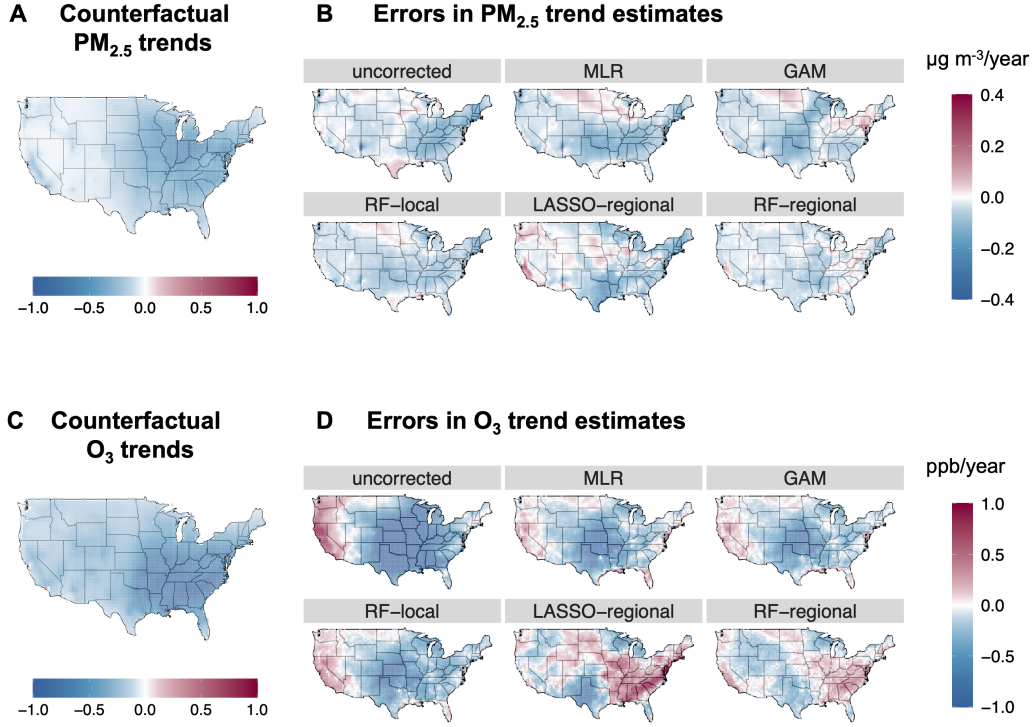 A Counterfactual
PM2.5 trends
−1.0 −0.5 0.0 0.5 1.0
B Errors in PM2.5 trend estimates
uncorrected MLR GAM
RF−local LASSO−regional RF−regional
µg m-3/year
0.4
0.2
0.0
−0.2
−0.4
C Counterfactual
O3 trends
−1.0 −0.5 0.0 0.5 1.0
D Errors in O3 trend estimates
uncorrected MLR GAM
RF−local LASSO−regional RF−regional
ppb/year
1.0
0.5
0.0
−0.5
−1.0